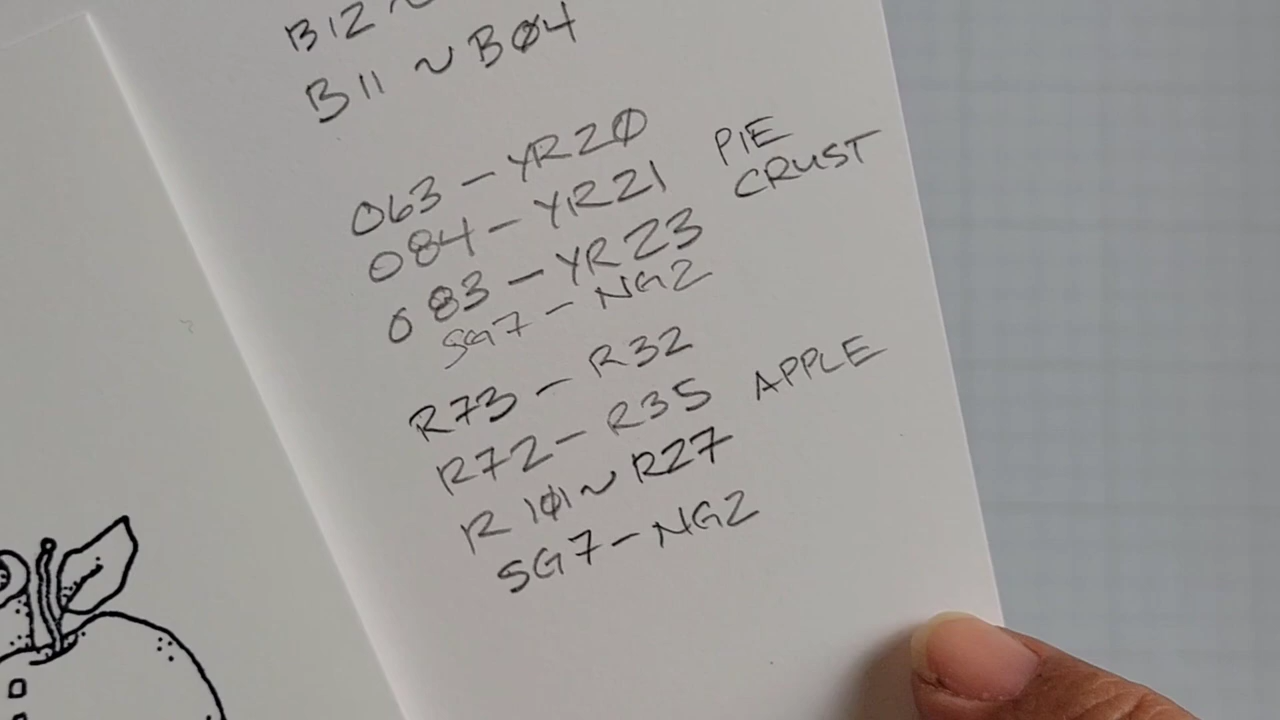 B12 ~
B11 ~ B04
063 - YR20
084 - YR21 PIE
083 - YR23 CRUST
SG7 - NG2
R73 - R32
R72 - R35 APPLE
R101 ~ R27
SG7 - NG2